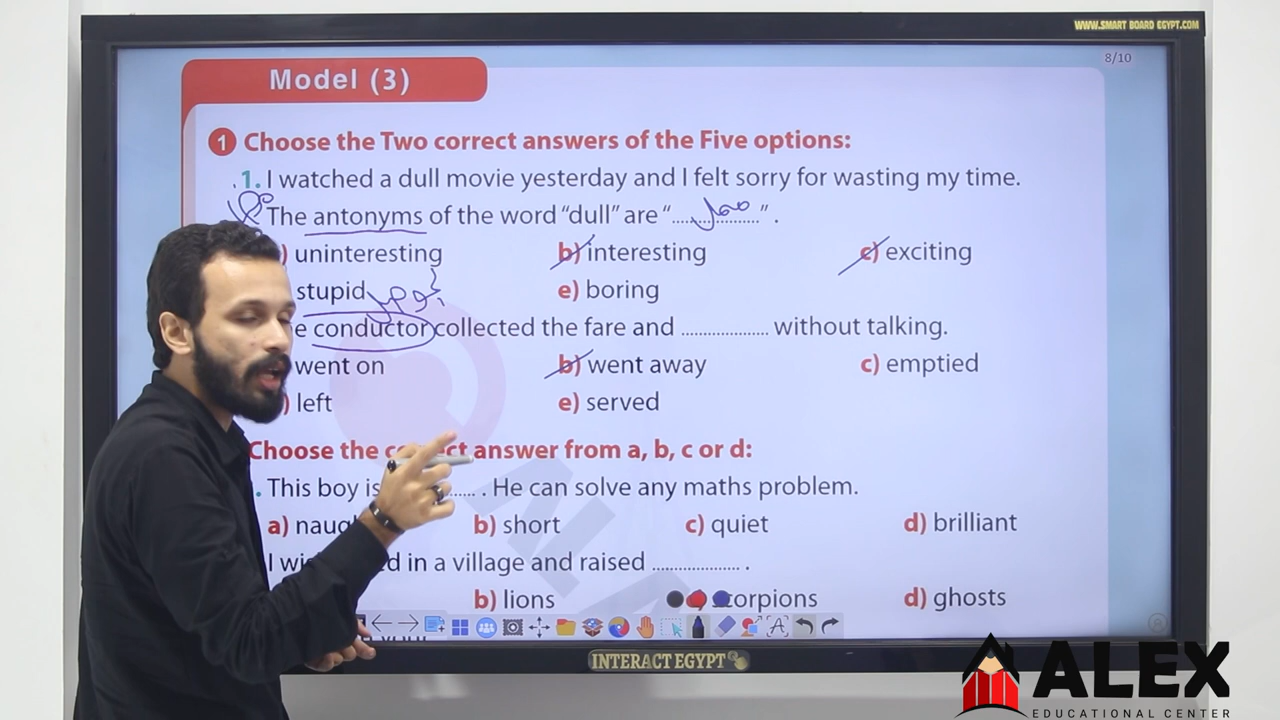 WWW.SMART BOARD EGYPT.COM
8/10
Model (3)
1 Choose the Two correct answers of the Five options:
1. I watched a dull movie yesterday and I felt sorry for wasting my time.
The antonyms of the word “dull” are “....................” .
) uninteresting b) interesting c) exciting
stupid e) boring
e conductor collected the fare and .................... without talking.
went on b) went away c) emptied
) left e) served
Choose the correct answer from a, b, c or d:
. This boy is ........ . He can solve any maths problem.
a) naug b) short c) quiet d) brilliant
I wi d in a village and raised .................... .
b) lions scorpions d) ghosts
INTERACT EGYPT
ALEX
EDUCATIONAL CENTER